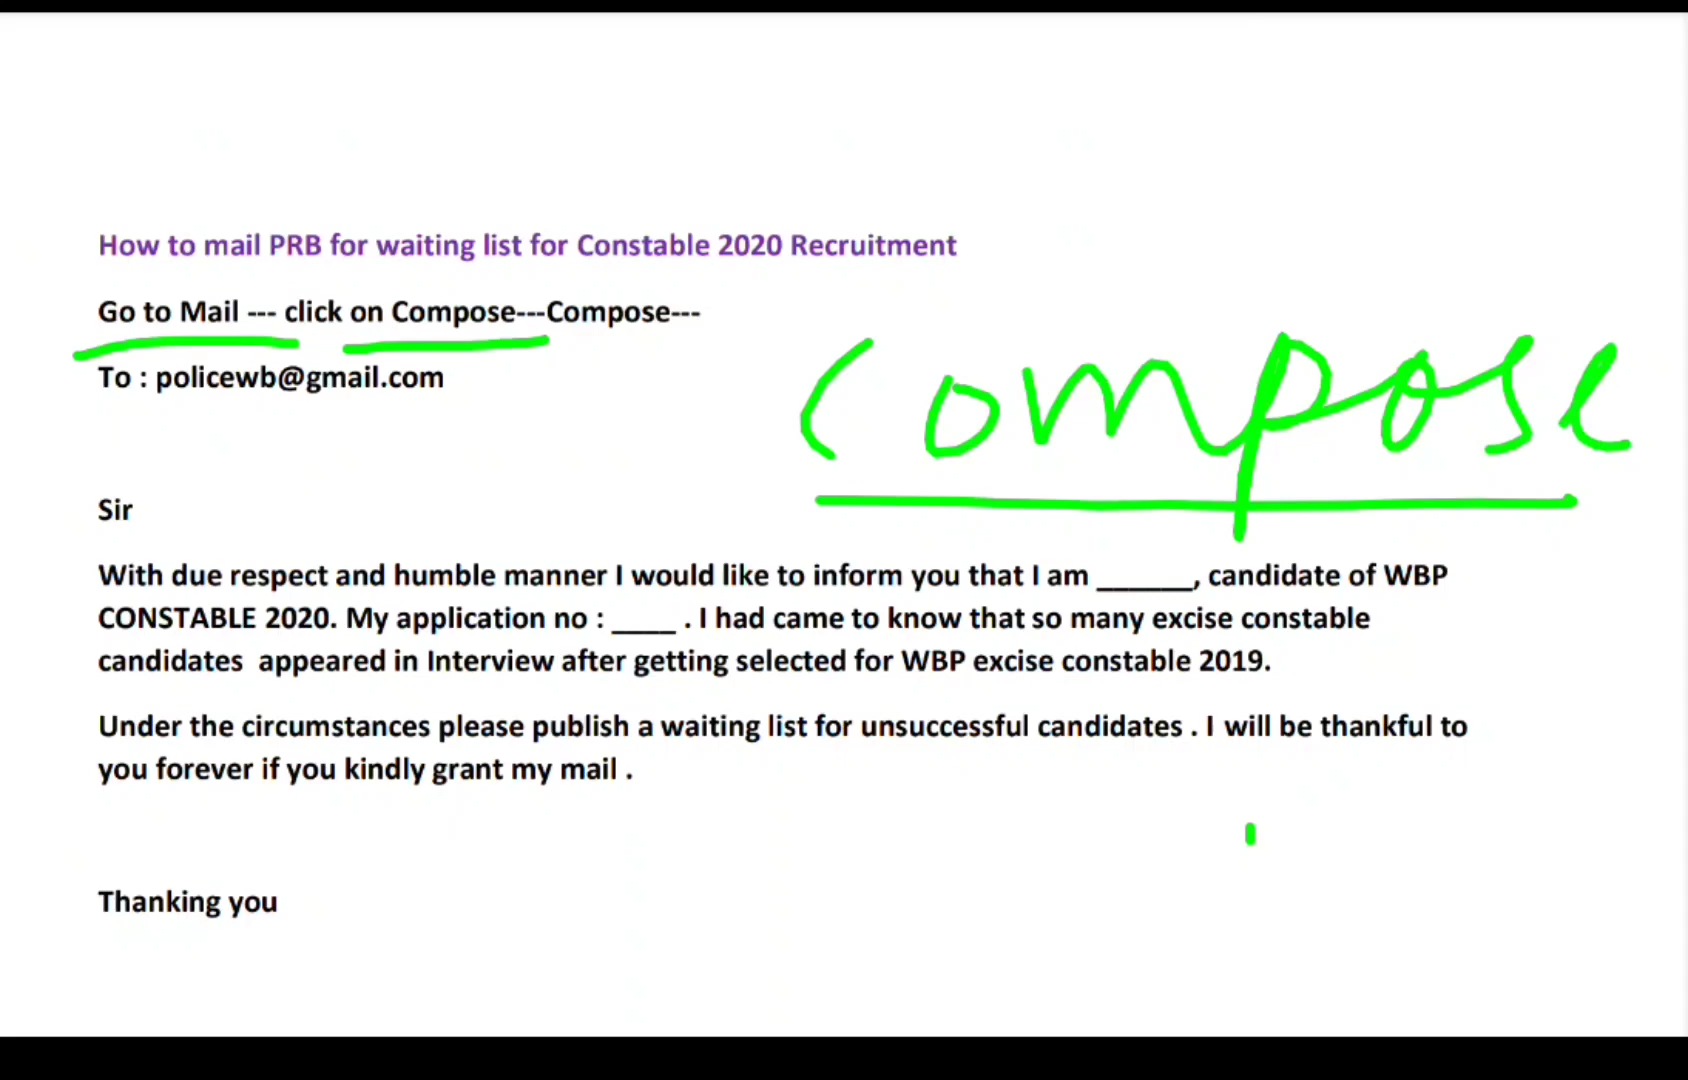 How to mail PRB for waiting list for Constable 2020 Recruitment
Go to Mail --- click on Compose---Compose---
To : policewb@gmail.com
Compose
Sir
With due respect and humble manner I would like to inform you that I am ______, candidate of WBP
CONSTABLE 2020. My application no : ____ . I had came to know that so many excise constable
candidates  appeared in Interview after getting selected for WBP excise constable 2019.
Under the circumstances please publish a waiting list for unsuccessful candidates . I will be thankful to
you forever if you kindly grant my mail .
Thanking you